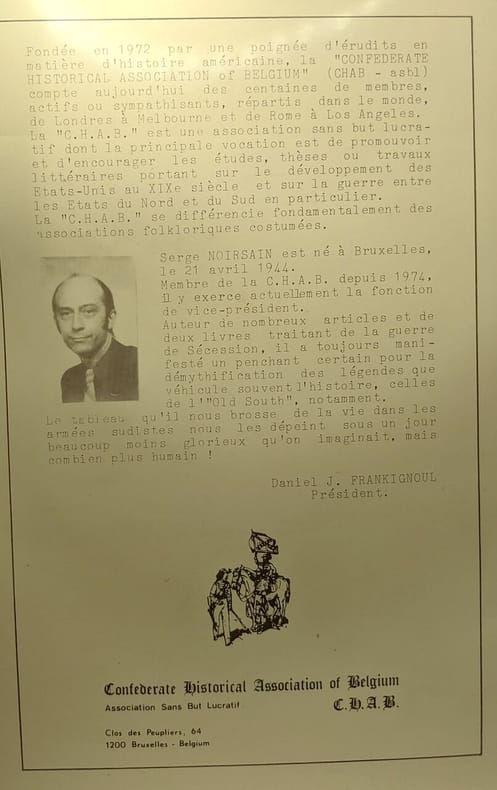 Fondée en 1972 par une poignée d'érudits en
matière d'histoire américaine, la "CONFEDERATE
HISTORICAL ASSOCIATION of BELGIUM" (CHAB - asbl)
compte aujourd'hui des centaines de membres,
actifs ou sympathisants, répartis dans le monde,
de Londres à Melbourne et de Rome à Los Angeles.
La "C.H.A.B." est une association sans but lucra-
tif dont la principale vocation est de promouvoir
et d'encourager les études, thèses ou travaux
littéraires portant sur le développement des
Etats-Unis au XIXe siècle et sur la guerre entre
les Etats du Nord et du Sud en particulier.
La "C.H.A.B." se différencie fondamentalement des
associations folkloriques costumées.
Serge NOIRSAIN est né à Bruxelles,
le 21 avril 1944.
Membre de la C.H.A.B. depuis 1974,
il y exerce actuellement la fonction
de vice-président.
Auteur de nombreux articles et de
deux livres traitant de la guerre
de Sécession, il a toujours mani-
festé un penchant certain pour la
démythification des légendes que
véhicule souvent l'histoire, celles
de l'"Old South", notamment.
Le tableau qu'il nous brosse de la vie dans les
armées sudistes nous les dépeint sous un jour
beaucoup moins glorieux qu'on imaginait, mais
combien plus humain !
Daniel J. FRANKIGNOUL
Président.
Confederate Historical Association of Belgium
Association Sans But Lucratif C.H.A.B.
Clos des Peupliers, 64
1200 Bruxelles - Belgium